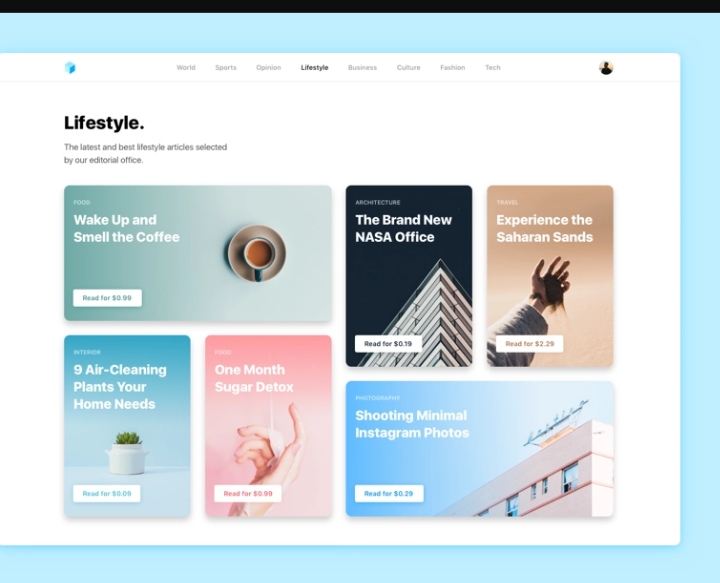 World
Sports
Opinion
Lifestyle
Business
Culture
Fashion
Tech
Lifestyle.
The latest and best lifestyle articles selected
by our editorial office.
FOOD
Wake Up and
Smell the Coffee
Read for $0.99
ARCHITECTURE
The Brand New
NASA Office
Read for $0.19
TRAVEL
Experience the
Saharan Sands
Read for $2.29
INTERIOR
9 Air-Cleaning
Plants Your
Home Needs
Read for $0.09
FOOD
One Month
Sugar Detox
Read for $0.99
PHOTOGRAPHY
Shooting Minimal
Instagram Photos
Read for $0.29